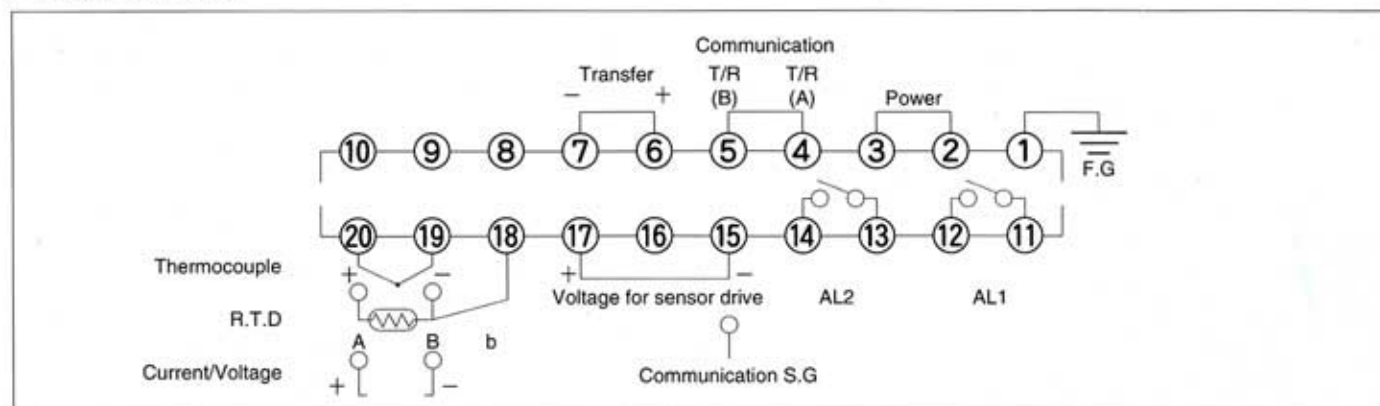 Communication
Transfer T/R T/R
− + (B) (A) Power
10 9 8 7 6 5 4 3 2 1
F.G
20 19 18 17 16 15 14 13 12 11
Thermocouple + − + −
Voltage for sensor drive AL2 AL1
R.T.D
A B b
Current/Voltage + − Communication S.G